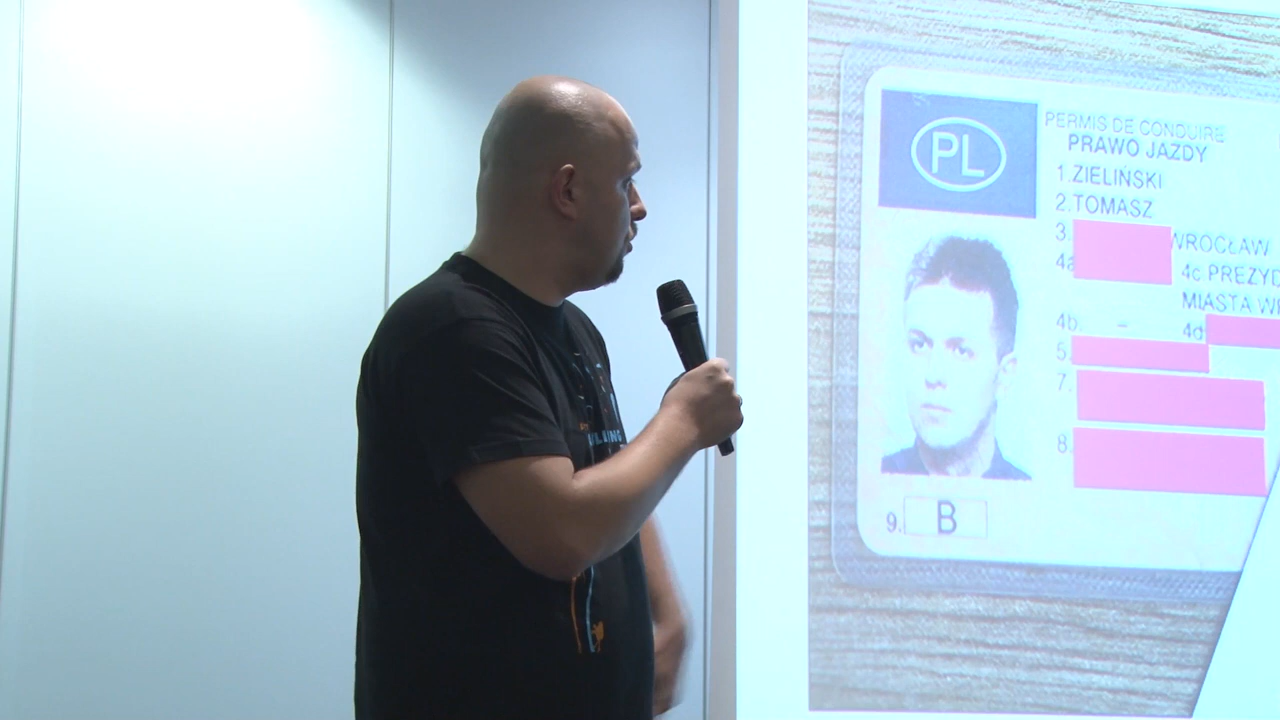 PL
PERMIS DE CONDUIRE
PRAWO JAZDY
1.ZIELIŃSKI
2.TOMASZ
3. WROCŁAW
4a 4c PREZYD
MIASTA
4b. – 4d
5.
7.
8.
9. B